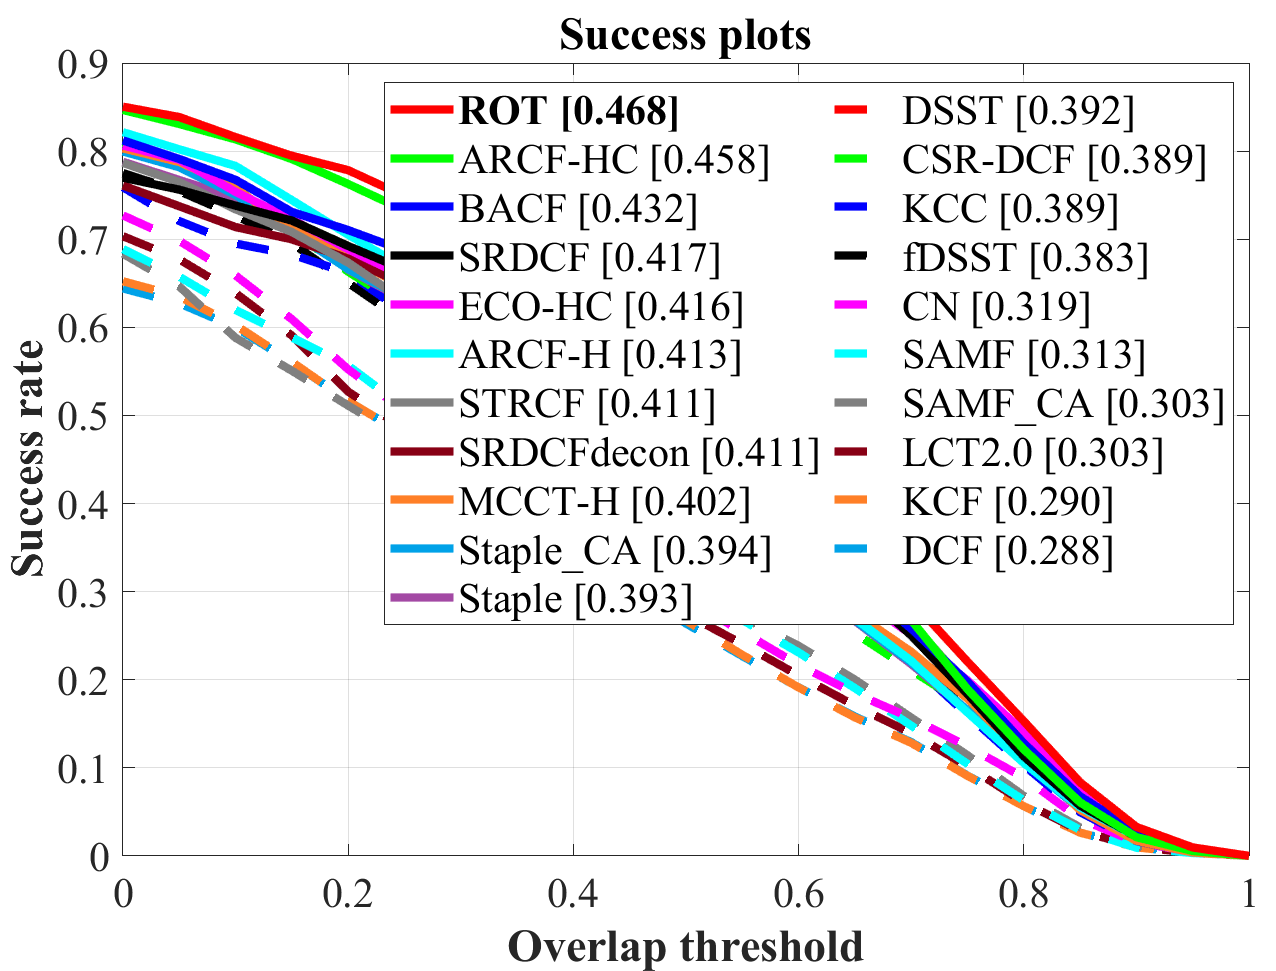 Success plots
Success rate
0.9
0.8
0.7
0.6
0.5
0.4
0.3
0.2
0.1
0
ROT [0.468]
ARCF-HC [0.458]
BACF [0.432]
SRDCF [0.417]
ECO-HC [0.416]
ARCF-H [0.413]
STRCF [0.411]
SRDCFdecon [0.411]
MCCT-H [0.402]
Staple_CA [0.394]
Staple [0.393]
DSST [0.392]
CSR-DCF [0.389]
KCC [0.389]
fDSST [0.383]
CN [0.319]
SAMF [0.313]
SAMF_CA [0.303]
LCT2.0 [0.303]
KCF [0.290]
DCF [0.288]
0 0.2 0.4 0.6 0.8 1
Overlap threshold